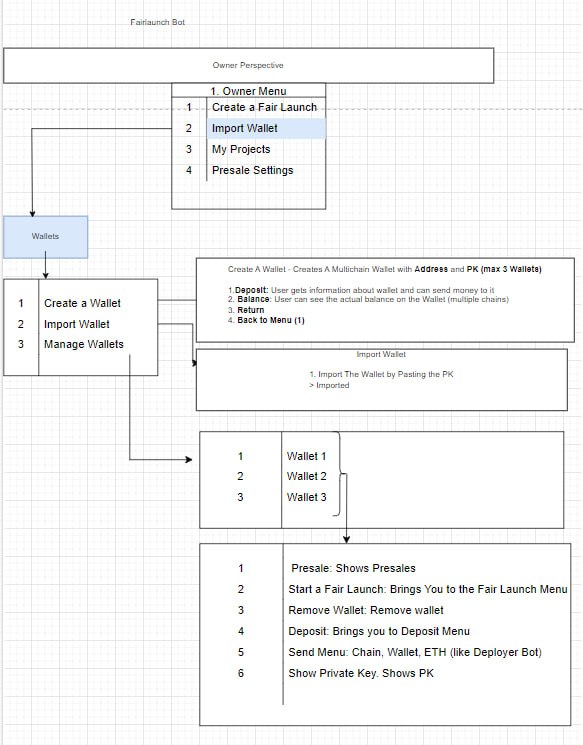 Fairlaunch Bot
Owner Perspective
1. Owner Menu
1 Create a Fair Launch
2 Import Wallet
3 My Projects
4 Presale Settings
Wallets
1 Create a Wallet
2 Import Wallet
3 Manage Wallets
Create A Wallet - Creates A Multichain Wallet with Address and PK (max 3 Wallets)
1.Deposit: User gets information about wallet and can send money to it
2. Balance: User can see the actual balance on the Wallet (multiple chains)
3. Return
4. Back to Menu (1)
Import Wallet
1. Import The Wallet by Pasting the PK
> Imported
1 Wallet 1
2 Wallet 2
3 Wallet 3
1 Presale: Shows Presales
2 Start a Fair Launch: Brings You to the Fair Launch Menu
3 Remove Wallet: Remove wallet
4 Deposit: Brings you to Deposit Menu
5 Send Menu: Chain, Wallet, ETH (like Deployer Bot)
6 Show Private Key. Shows PK